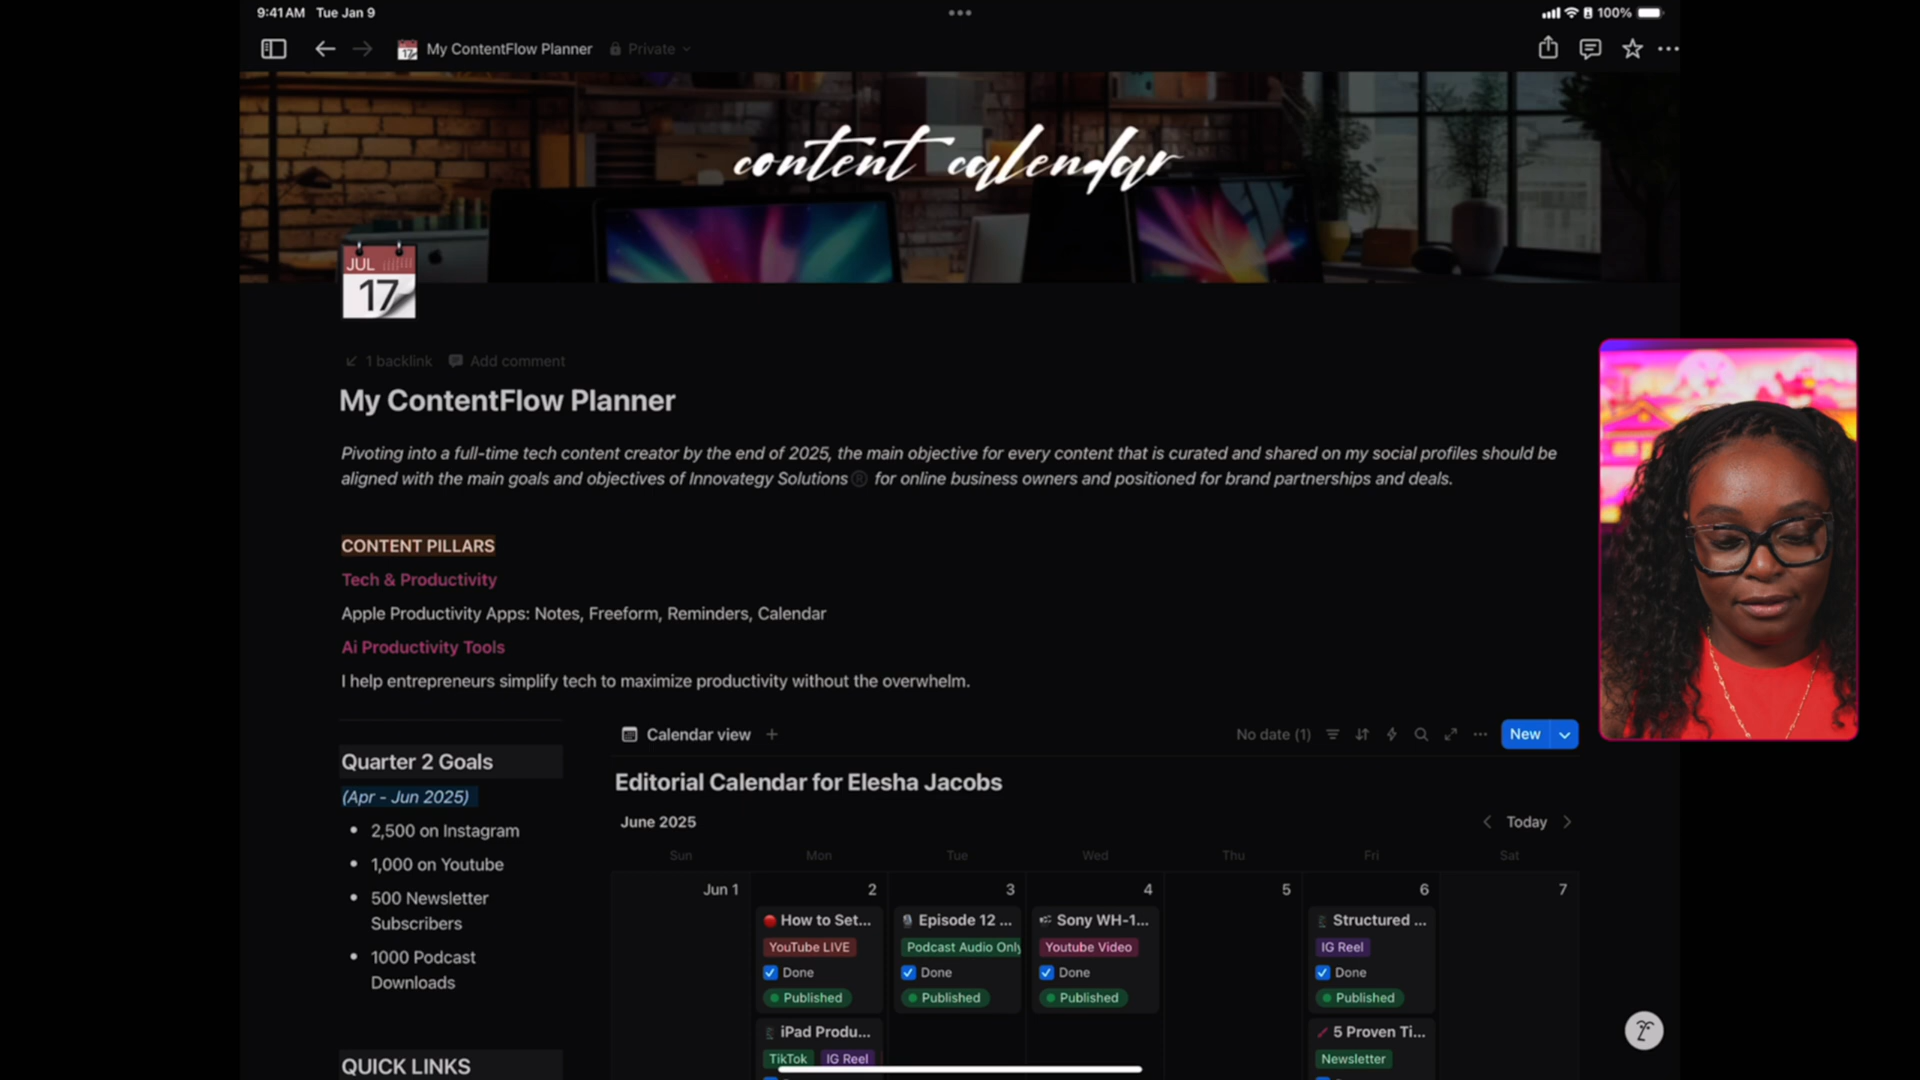 9:41 AM Tue Jan 9
100%
My ContentFlow Planner Private
content calendar
JUL
17
1 backlink Add comment
My ContentFlow Planner
Pivoting into a full-time tech content creator by the end of 2025, the main objective for every content that is curated and shared on my social profiles should be
aligned with the main goals and objectives of Innovategy Solutions® for online business owners and positioned for brand partnerships and deals.
CONTENT PILLARS
Tech & Productivity
Apple Productivity Apps: Notes, Freeform, Reminders, Calendar
Ai Productivity Tools
I help entrepreneurs simplify tech to maximize productivity without the overwhelm.
Quarter 2 Goals
(Apr - Jun 2025)
• 2,500 on Instagram
• 1,000 on Youtube
• 500 Newsletter
Subscribers
• 1000 Podcast
Downloads
QUICK LINKS
Calendar view
No date (1)
New
Editorial Calendar for Elesha Jacobs
June 2025
Today
Sun Mon Tue Wed Thu Fri Sat
Jun 1 2 3 4 5 6 7
How to Set... Episode 12 ... Sony WH-1... Structured ...
YouTube LIVE Podcast Audio Only Youtube Video IG Reel
Done Done Done Done
Published Published Published Published
iPad Produ... 5 Proven Ti...
TikTok IG Reel Newsletter